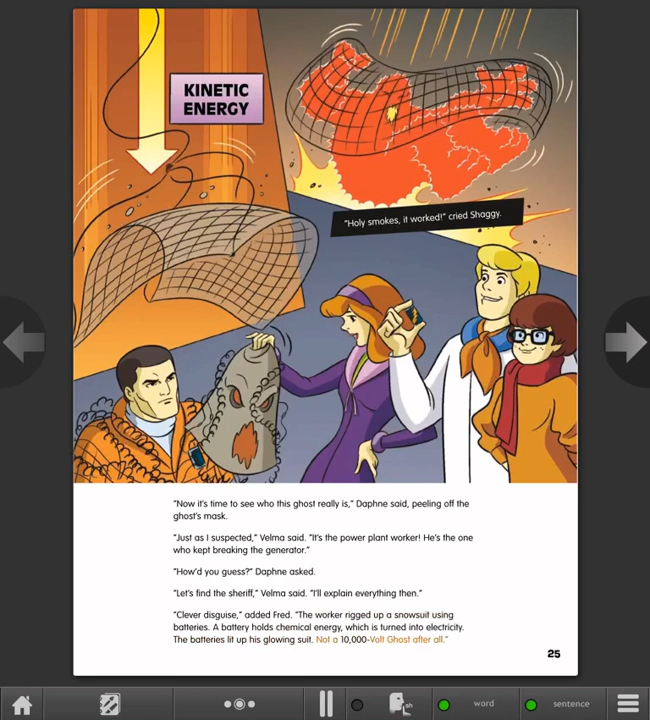 KINETIC
ENERGY
"Holy smokes, it worked!" cried Shaggy.
"Now it's time to see who this ghost really is," Daphne said, peeling off the
ghost's mask.
"Just as I suspected," Velma said. "It's the power plant worker! He's the one
who kept breaking the generator."
"How'd you guess?" Daphne asked.
"Let's find the sheriff," Velma said. "I'll explain everything then."
"Clever disguise," added Fred. "The worker rigged up a snowsuit using
batteries. A battery holds chemical energy, which is turned into electricity.
The batteries lit up his glowing suit. Not a 10,000-Volt Ghost after all."
25
sh
word
sentence